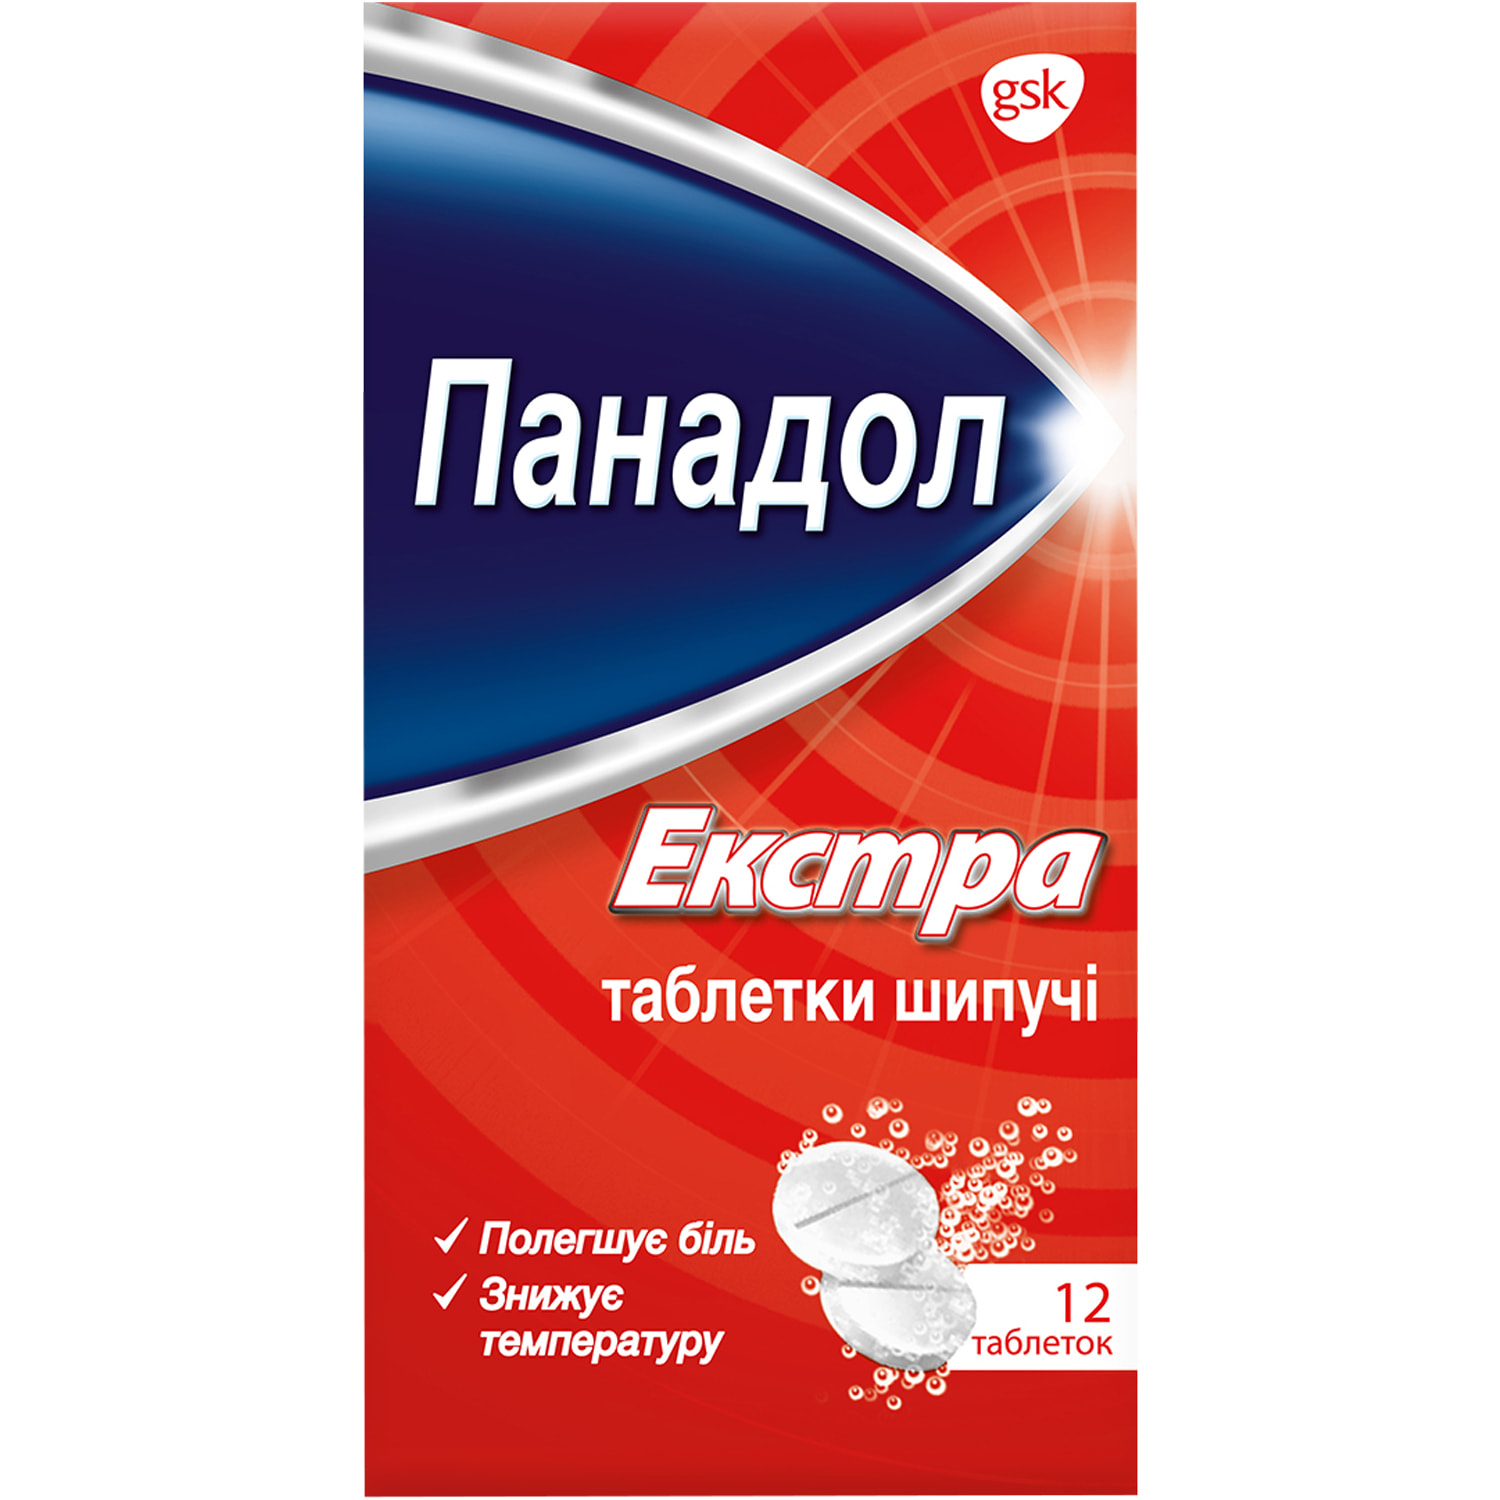 gsk
Панадол
Екстра
таблетки шипучі
✓ Полегшує біль
✓ Знижує
температуру
12
таблеток